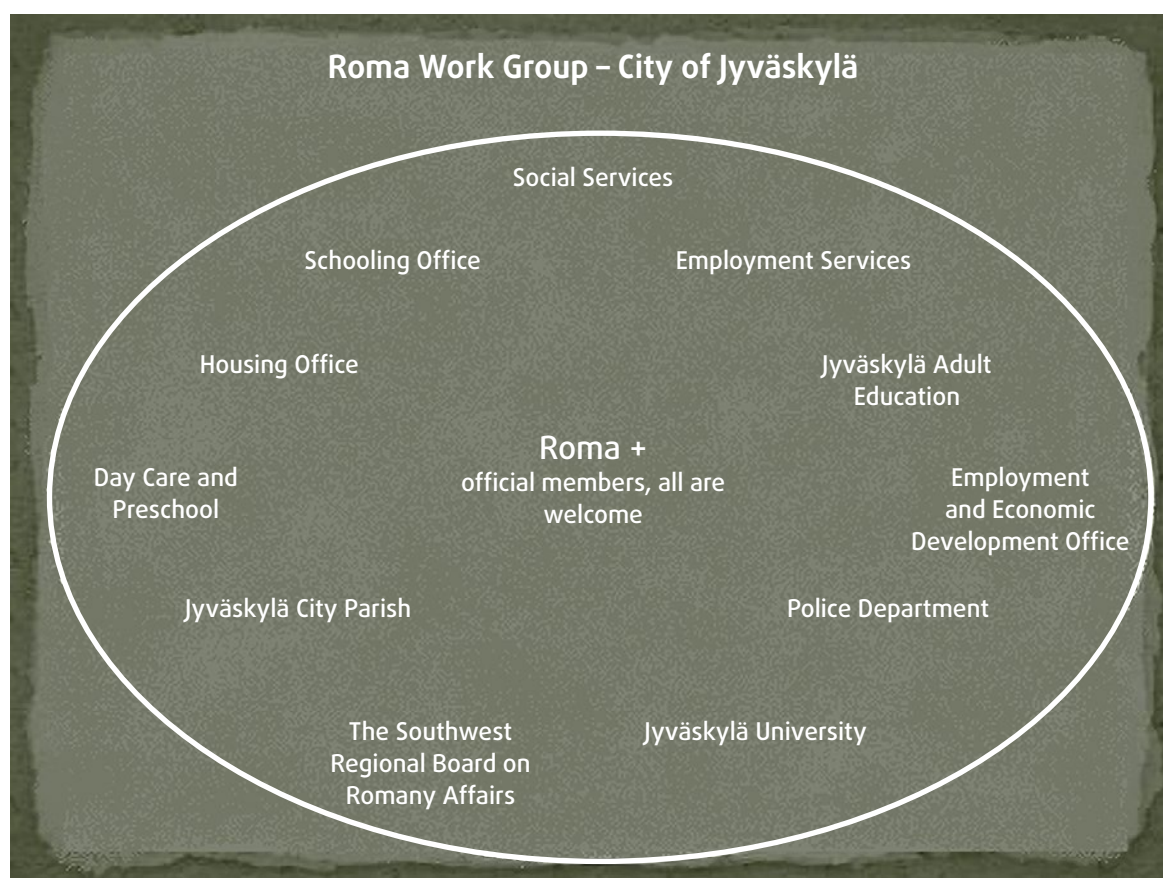 Roma Work Group – City of Jyväskylä
Social Services
Schooling Office
Employment Services
Housing Office
Jyväskylä Adult
Education
Roma +
official members, all are
welcome
Day Care and
Preschool
Employment
and Economic
Development Office
Jyväskylä City Parish
Police Department
The Southwest
Regional Board on
Romany Affairs
Jyväskylä University